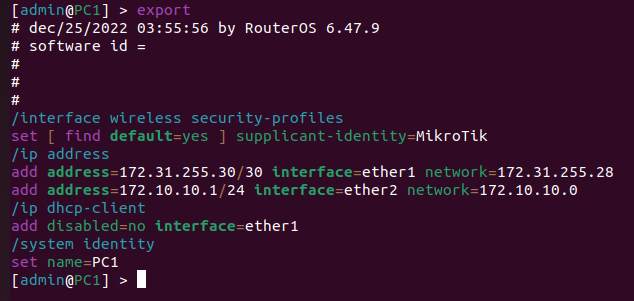 [admin@PC1] > export
# dec/25/2022 03:55:56 by RouterOS 6.47.9
# software id =
#
#
#
/interface wireless security-profiles
set [ find default=yes ] supplicant-identity=MikroTik
/ip address
add address=172.31.255.30/30 interface=ether1 network=172.31.255.28
add address=172.10.10.1/24 interface=ether2 network=172.10.10.0
/ip dhcp-client
add disabled=no interface=ether1
/system identity
set name=PC1
[admin@PC1] >